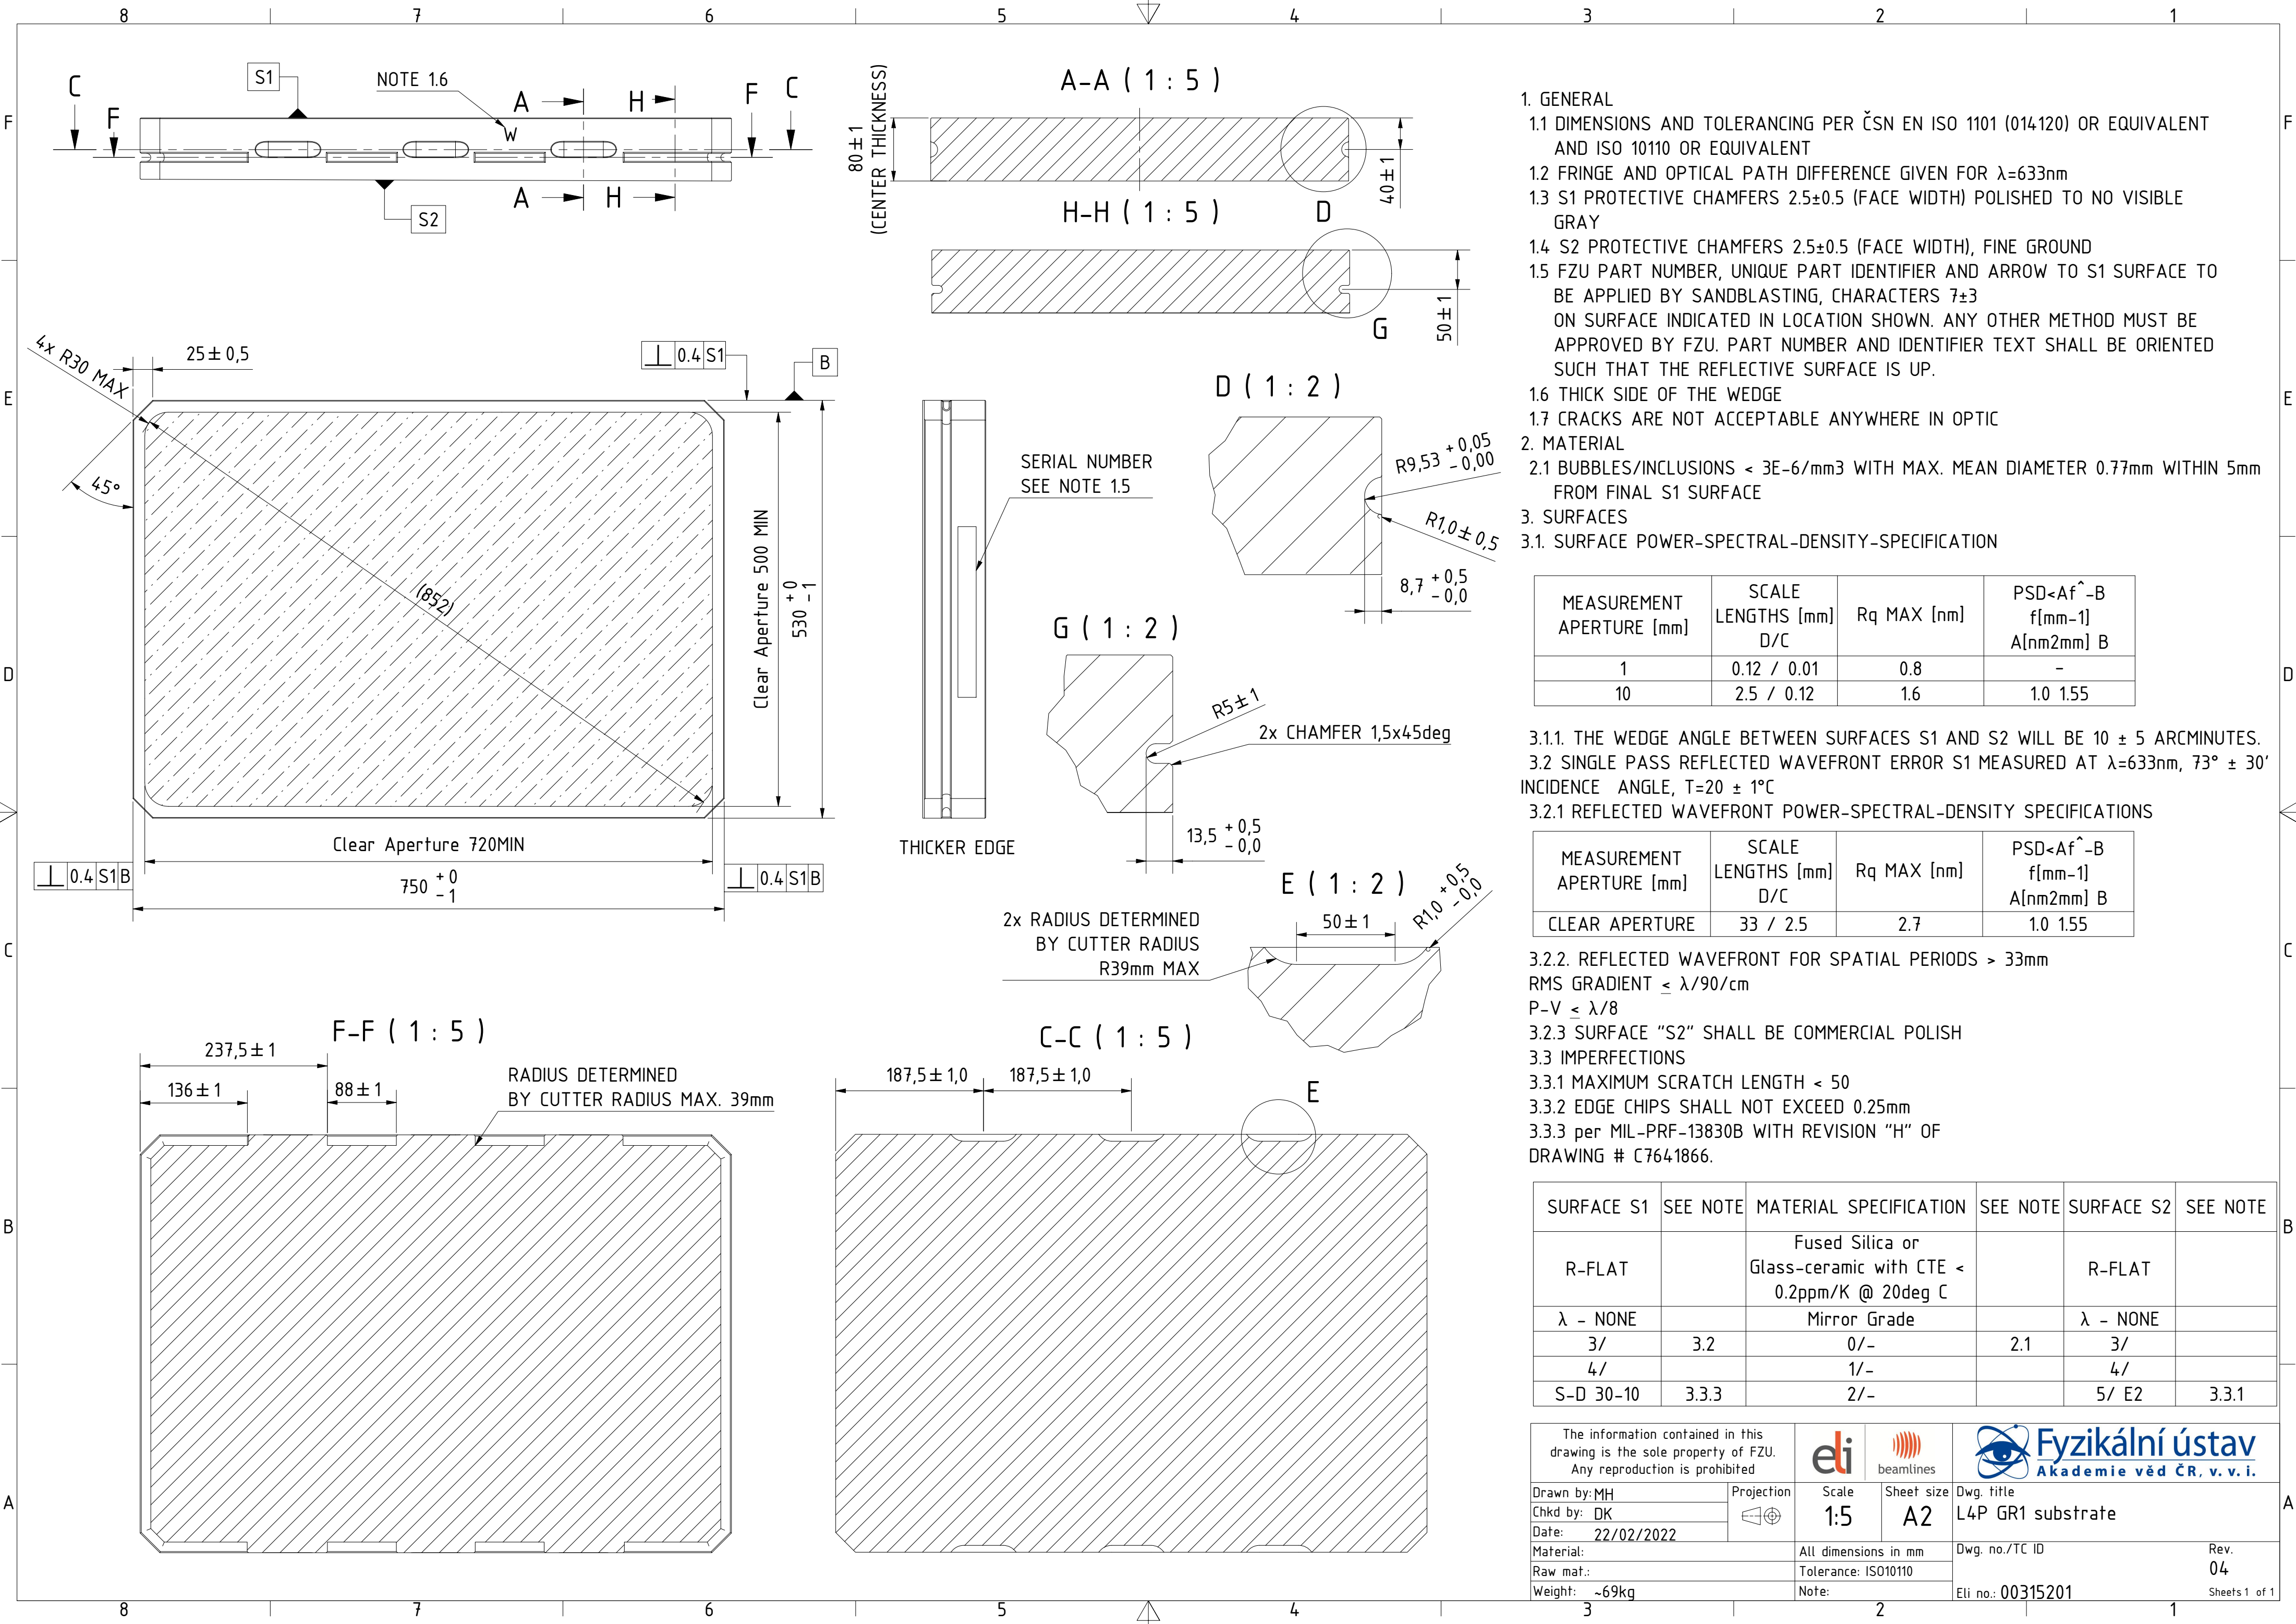 8
7
6
5
4
3
2
1
F
E
D
C
B
A
F
E
D
C
B
A
8
7
6
5
4
3
2
1
S1
NOTE 1.6
C
F
A
H
F
C
W
A
H
S2
A-A ( 1 : 5 )
80±1
(CENTER THICKNESS)
40±1
D
H-H ( 1 : 5 )
50±1
G
4x R30 MAX
25±0,5
⊥ 0.4 S1
B
45°
(852)
Clear Aperture 500 MIN
530 +0 -1
Clear Aperture 720MIN
750 +0 -1
⊥ 0.4 S1 B
⊥ 0.4 S1 B
SERIAL NUMBER
SEE NOTE 1.5
THICKER EDGE
D ( 1 : 2 )
R9,53 +0,05 -0,00
R1,0±0,5
8,7 +0,5 -0,0
G ( 1 : 2 )
R5±1
2x CHAMFER 1,5x45deg
13,5 +0,5 -0,0
E ( 1 : 2 )
2x RADIUS DETERMINED
BY CUTTER RADIUS
R39mm MAX
50±1
R1,0 +0,5 -0,0
F-F ( 1 : 5 )
237,5±1
136±1
88±1
RADIUS DETERMINED
BY CUTTER RADIUS MAX. 39mm
C-C ( 1 : 5 )
187,5±1,0
187,5±1,0
E
1. GENERAL
1.1 DIMENSIONS AND TOLERANCING PER ČSN EN ISO 1101 (014120) OR EQUIVALENT
AND ISO 10110 OR EQUIVALENT
1.2 FRINGE AND OPTICAL PATH DIFFERENCE GIVEN FOR λ=633nm
1.3 S1 PROTECTIVE CHAMFERS 2.5±0.5 (FACE WIDTH) POLISHED TO NO VISIBLE
GRAY
1.4 S2 PROTECTIVE CHAMFERS 2.5±0.5 (FACE WIDTH), FINE GROUND
1.5 FZU PART NUMBER, UNIQUE PART IDENTIFIER AND ARROW TO S1 SURFACE TO
BE APPLIED BY SANDBLASTING, CHARACTERS 7±3
ON SURFACE INDICATED IN LOCATION SHOWN. ANY OTHER METHOD MUST BE
APPROVED BY FZU. PART NUMBER AND IDENTIFIER TEXT SHALL BE ORIENTED
SUCH THAT THE REFLECTIVE SURFACE IS UP.
1.6 THICK SIDE OF THE WEDGE
1.7 CRACKS ARE NOT ACCEPTABLE ANYWHERE IN OPTIC
2. MATERIAL
2.1 BUBBLES/INCLUSIONS < 3E-6/mm3 WITH MAX. MEAN DIAMETER 0.77mm WITHIN 5mm
FROM FINAL S1 SURFACE
3. SURFACES
3.1. SURFACE POWER-SPECTRAL-DENSITY-SPECIFICATION
MEASUREMENT APERTURE [mm] SCALE LENGTHS [mm] D/C Rq MAX [nm] PSD<Af^-B f[mm-1] A[nm2mm] B
1 0.12 / 0.01 0.8 -
10 2.5 / 0.12 1.6 1.0 1.55
3.1.1. THE WEDGE ANGLE BETWEEN SURFACES S1 AND S2 WILL BE 10 ± 5 ARCMINUTES.
3.2 SINGLE PASS REFLECTED WAVEFRONT ERROR S1 MEASURED AT λ=633nm, 73° ± 30'
INCIDENCE ANGLE, T=20 ± 1°C
3.2.1 REFLECTED WAVEFRONT POWER-SPECTRAL-DENSITY SPECIFICATIONS
MEASUREMENT APERTURE [mm] SCALE LENGTHS [mm] D/C Rq MAX [nm] PSD<Af^-B f[mm-1] A[nm2mm] B
CLEAR APERTURE 33 / 2.5 2.7 1.0 1.55
3.2.2. REFLECTED WAVEFRONT FOR SPATIAL PERIODS > 33mm
RMS GRADIENT ≤ λ/90/cm
P-V ≤ λ/8
3.2.3 SURFACE "S2" SHALL BE COMMERCIAL POLISH
3.3 IMPERFECTIONS
3.3.1 MAXIMUM SCRATCH LENGTH < 50
3.3.2 EDGE CHIPS SHALL NOT EXCEED 0.25mm
3.3.3 per MIL-PRF-13830B WITH REVISION "H" OF
DRAWING # C7641866.
SURFACE S1 SEE NOTE MATERIAL SPECIFICATION SEE NOTE SURFACE S2 SEE NOTE
R-FLAT Fused Silica or Glass-ceramic with CTE < 0.2ppm/K @ 20deg C R-FLAT
λ - NONE Mirror Grade λ - NONE
3/ 3.2 0/- 2.1 3/
4/ 1/- 4/
S-D 30-10 3.3.3 2/- 5/ E2 3.3.1
The information contained in this
drawing is the sole property of FZU.
Any reproduction is prohibited
eli
beamlines
Fyzikální ústav
Akademie věd ČR, v. v. i.
Drawn by: MH
Chkd by: DK
Date: 22/02/2022
Projection
Scale
1:5
Sheet size
A2
Dwg. title
L4P GR1 substrate
Material:
Raw mat.:
Weight: ~69kg
All dimensions in mm
Tolerance: ISO10110
Note:
Dwg. no./TC ID
Eli no.: 00315201
Rev.
04
Sheets 1 of 1